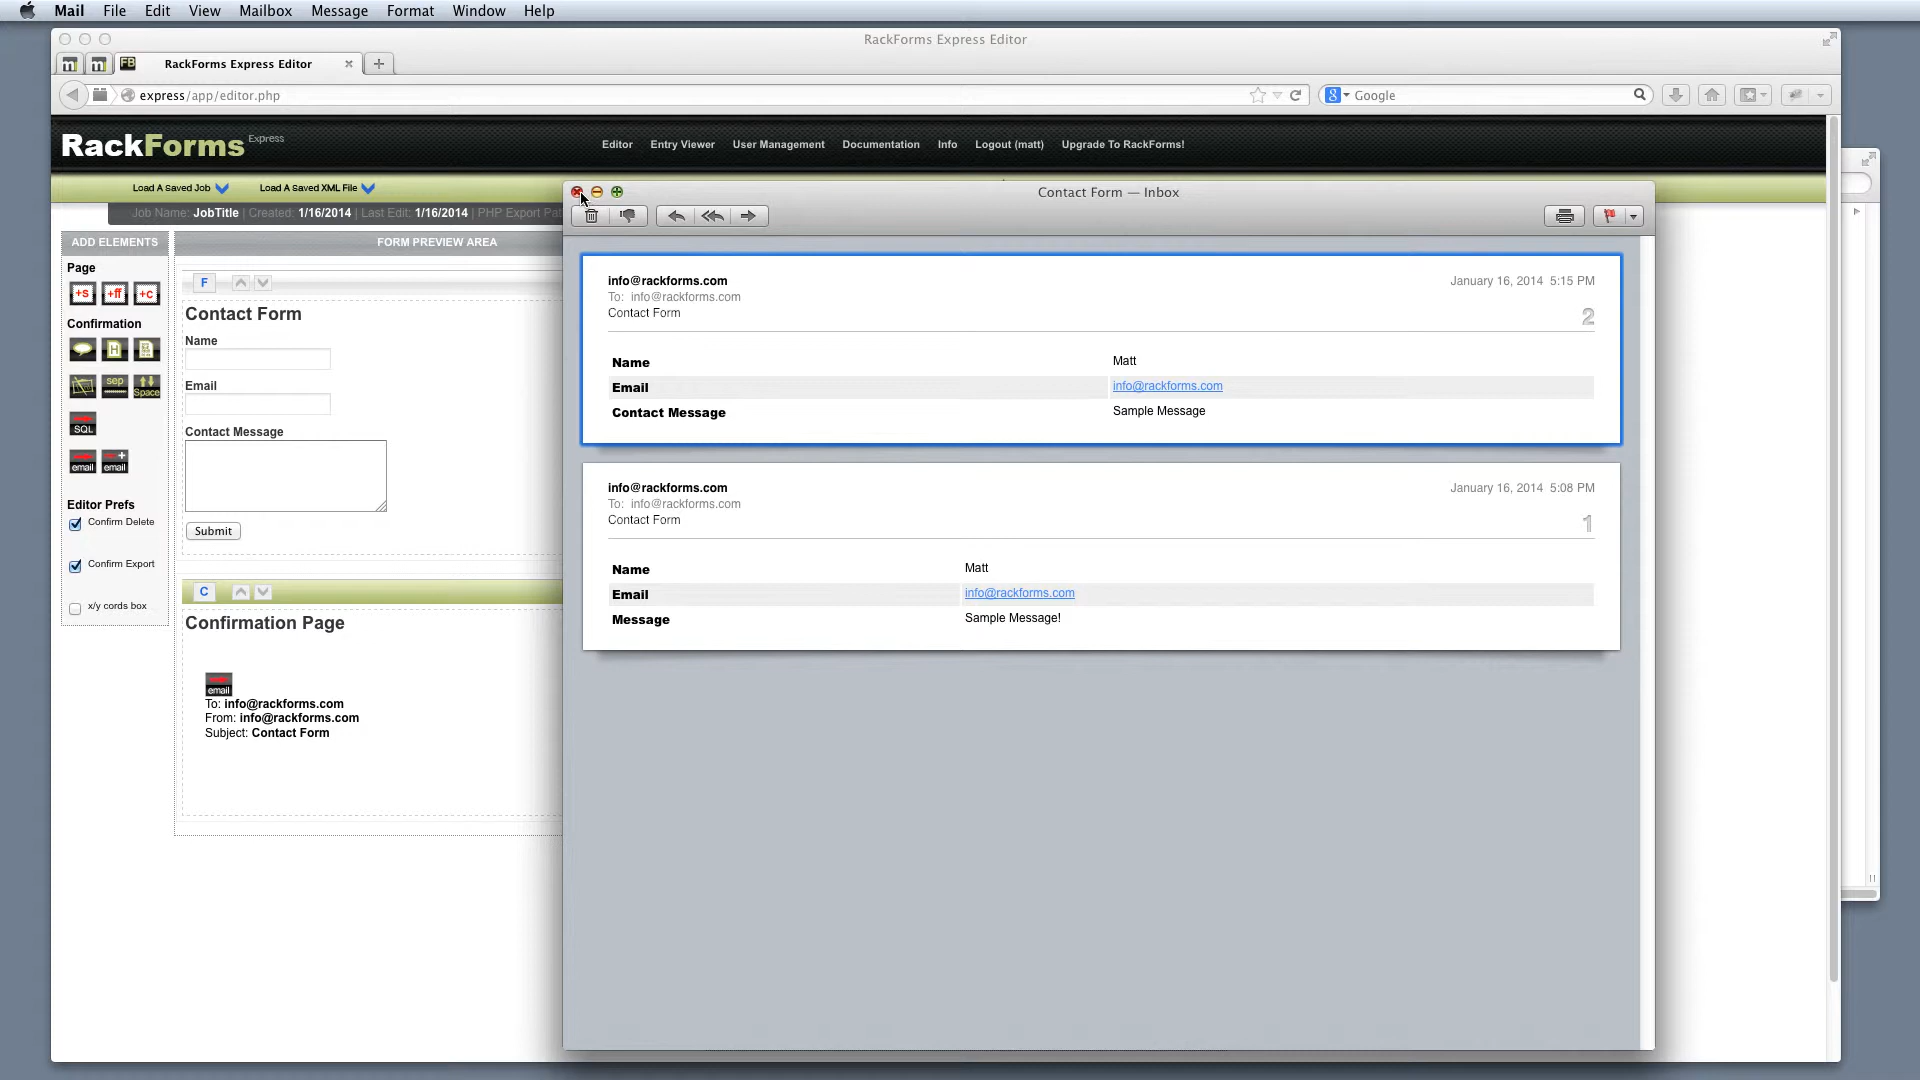 Mail File Edit View Mailbox Message Format Window Help
RackForms Express Editor
RackForms Express Editor
express/app/editor.php
Google
RackForms Express
Editor Entry Viewer User Management Documentation Info Logout (matt) Upgrade To RackForms!
Load A Saved Job Load A Saved XML File
Job Name: JobTitle | Created: 1/16/2014 | Last Edit: 1/16/2014 | PHP Export Pat
ADD ELEMENTS
Page
+s +ff +c
Confirmation
H
sep
Space
SQL
email email
Editor Prefs
Confirm Delete
Confirm Export
x/y cords box
FORM PREVIEW AREA
F
Contact Form
Name
Email
Contact Message
Submit
C
Confirmation Page
email
To: info@rackforms.com
From: info@rackforms.com
Subject: Contact Form
Contact Form — Inbox
info@rackforms.com January 16, 2014 5:15 PM
To: info@rackforms.com
Contact Form 2
Name Matt
Email info@rackforms.com
Contact Message Sample Message
info@rackforms.com January 16, 2014 5:08 PM
To: info@rackforms.com
Contact Form 1
Name Matt
Email info@rackforms.com
Message Sample Message!